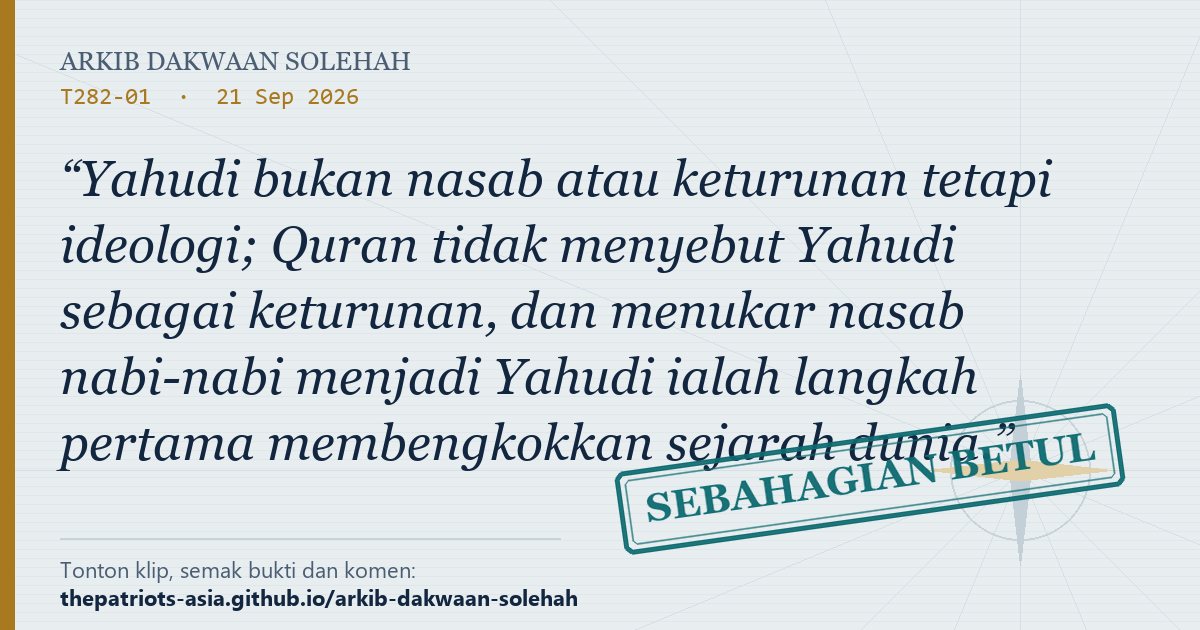 ARKIB DAKWAAN SOLEHAH
T282-01 · 21 Sep 2026
“Yahudi bukan nasab atau keturunan tetapi
ideologi; Quran tidak menyebut Yahudi
sebagai keturunan, dan menukar nasab
nabi-nabi menjadi Yahudi ialah langkah
pertama membengkokkan sejarah dunia.”
SEBAHAGIAN BETUL
Tonton klip, semak bukti dan komen:
thepatriots-asia.github.io/arkib-dakwaan-solehah